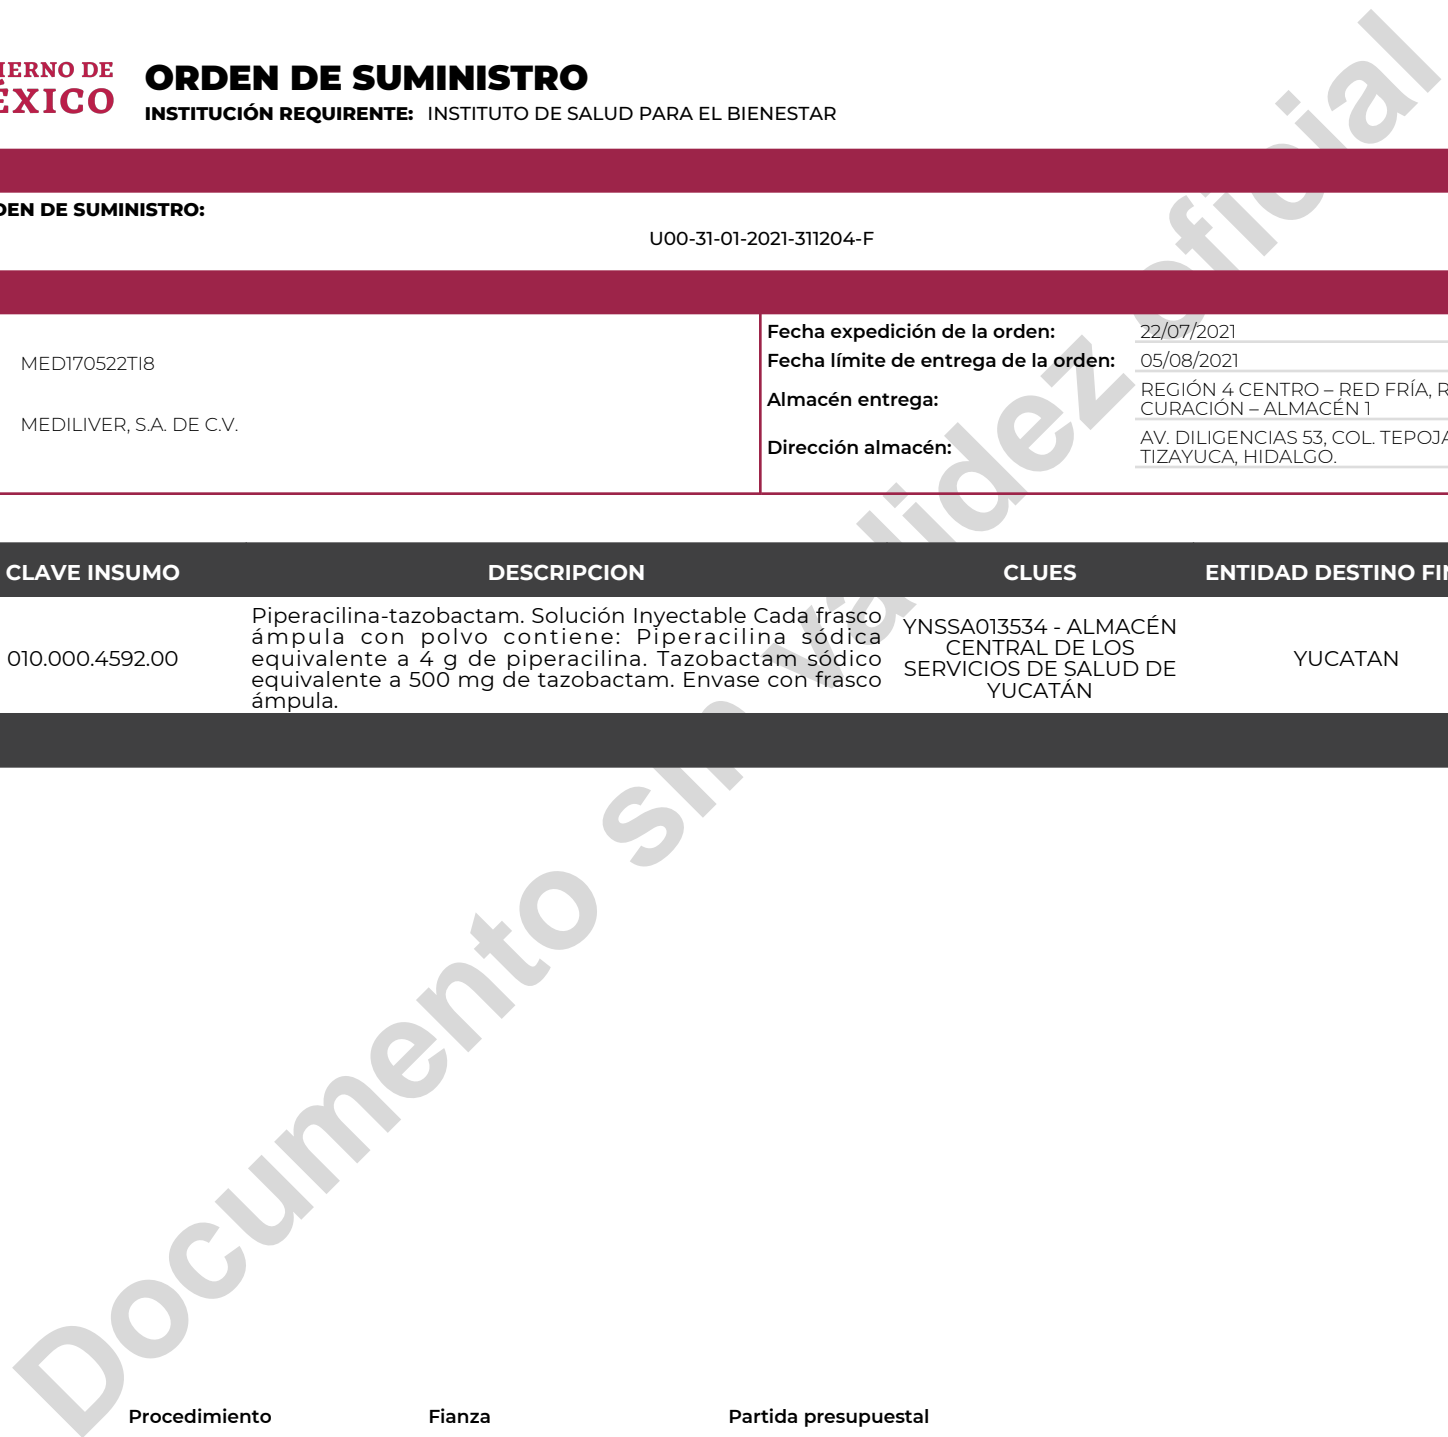 IERNO DE
ÉXICO
ORDEN DE SUMINISTRO
INSTITUCIÓN REQUIRENTE: INSTITUTO DE SALUD PARA EL BIENESTAR
DEN DE SUMINISTRO:
U00-31-01-2021-311204-F
MED170522TI8
MEDILIVER, S.A. DE C.V.
Fecha expedición de la orden: 22/07/2021
Fecha límite de entrega de la orden: 05/08/2021
Almacén entrega: REGIÓN 4 CENTRO – RED FRÍA, R
CURACIÓN – ALMACÉN 1
Dirección almacén: AV. DILIGENCIAS 53, COL. TEPOJA
TIZAYUCA, HIDALGO.
CLAVE INSUMO DESCRIPCION CLUES ENTIDAD DESTINO FIN
010.000.4592.00
Piperacilina-tazobactam. Solución Inyectable Cada frasco
ámpula con polvo contiene: Piperacilina sódica
equivalente a 4 g de piperacilina. Tazobactam sódico
equivalente a 500 mg de tazobactam. Envase con frasco
ámpula.
YNSSA013534 - ALMACÉN
CENTRAL DE LOS
SERVICIOS DE SALUD DE
YUCATÁN
YUCATAN
Documento sin validez oficial
Procedimiento Fianza Partida presupuestal